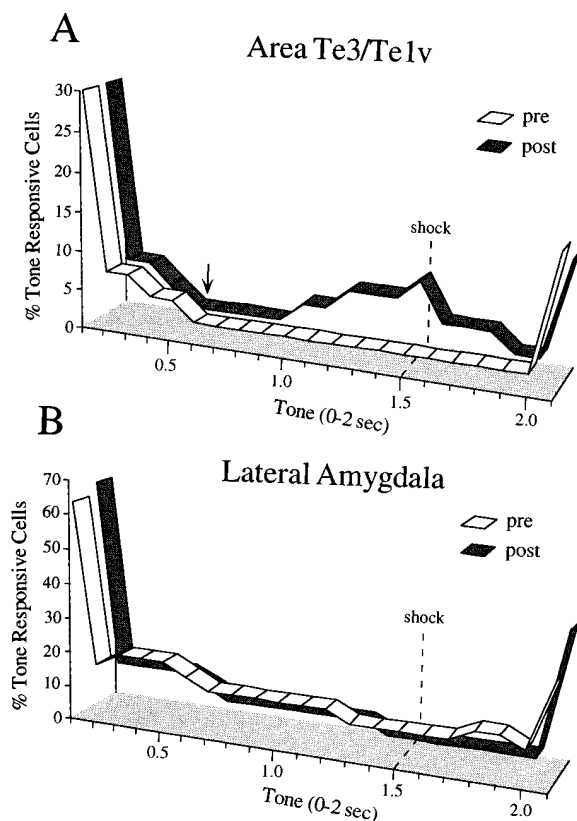 A
Area Te3/Te1v
pre
post
% Tone Responsive Cells
30
25
20
15
10
5
0
shock
0.5
1.0
1.5
2.0
Tone (0-2 sec)
B
Lateral Amygdala
pre
post
% Tone Responsive Cells
70
60
50
40
30
20
10
0
shock
0.5
1.0
1.5
2.0
Tone (0-2 sec)